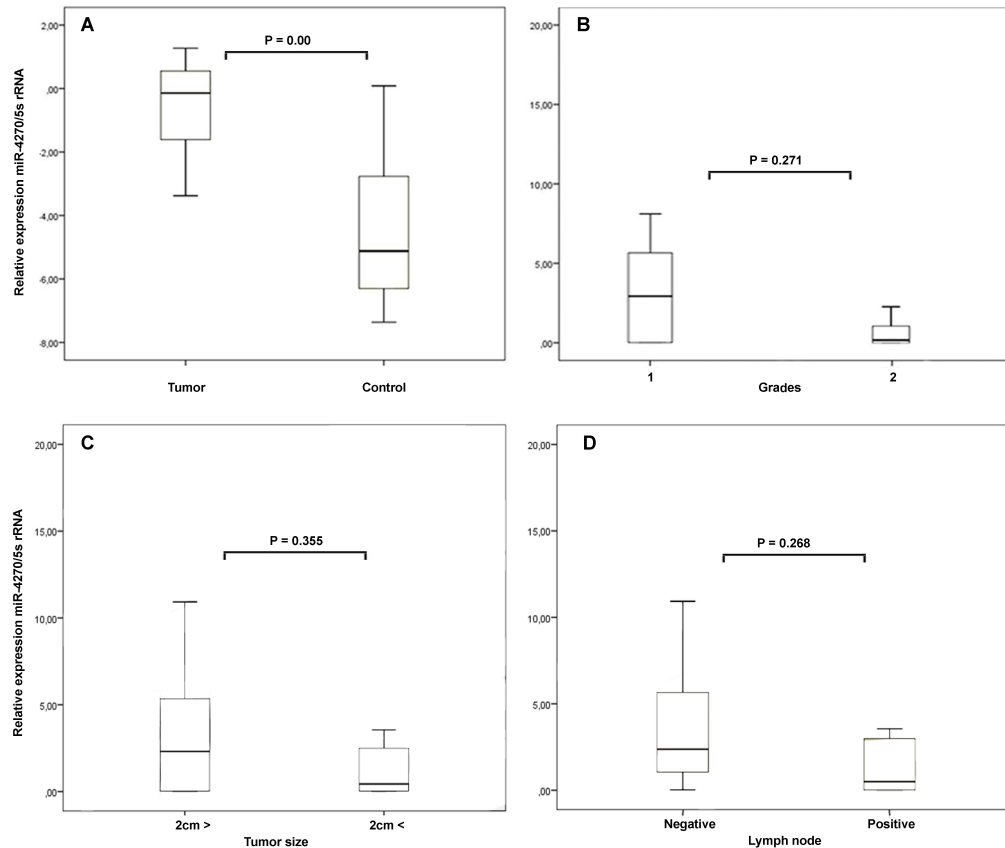 A
P = 0.00
Relative expression miR-4270/5s rRNA
2,00
,00
-2,00
-4,00
-6,00
-8,00
Tumor Control
B
P = 0.271
20,00
15,00
10,00
5,00
,00
1 2
Grades
C
P = 0.355
Relative expression miR-4270/5s rRNA
20,00
15,00
10,00
5,00
,00
2cm > 2cm <
Tumor size
D
P = 0.268
20,00
15,00
10,00
5,00
,00
Negative Positive
Lymph node